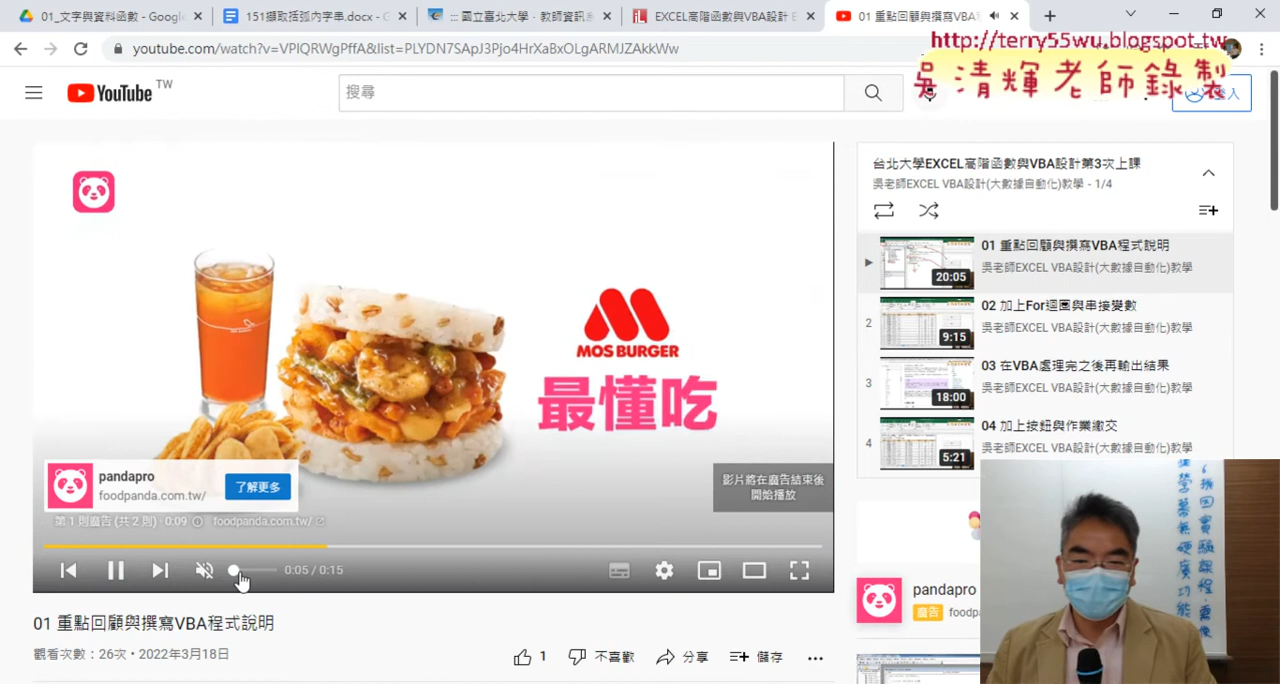 01_文字與資料函數 - Google
151擷取括弧內字串.docx - G
::: 國立臺北大學 - 教師資訊系
EXCEL高階函數與VBA設計 E
01 重點回顧與撰寫VBA
youtube.com/watch?v=VPIQRWgPffA&list=PLYDN7SApJ3Pjo4HrXaBxOLgARMJZAkkWw
http://terry55wu.blogspot.tw
吳清輝老師錄製
YouTube TW
搜尋
登入
MOS BURGER
最懂吃
pandapro
foodpanda.com.tw/
了解更多
影片將在廣告結束後
開始播放
第 1 則廣告 (共 2 則) · 0:09 foodpanda.com.tw/
0:05 / 0:15
01 重點回顧與撰寫VBA程式說明
觀看次數：26次 • 2022年3月18日
1 不喜歡 分享 儲存
台北大學EXCEL高階函數與VBA設計第3次上課
吳老師EXCEL VBA設計(大數據自動化)教學 - 1/4
01 重點回顧與撰寫VBA程式說明
吳老師EXCEL VBA設計(大數據自動化)教學
20:05
2
02 加上For迴圈與串接變數
吳老師EXCEL VBA設計(大數據自動化)教學
9:15
3
03 在VBA處理完之後再輸出結果
吳老師EXCEL VBA設計(大數據自動化)教學
18:00
4
04 加上按鈕與作業繳交
吳老師EXCEL VBA設計(大數據自動化)教學
5:21
pandapro
廣告 foodp